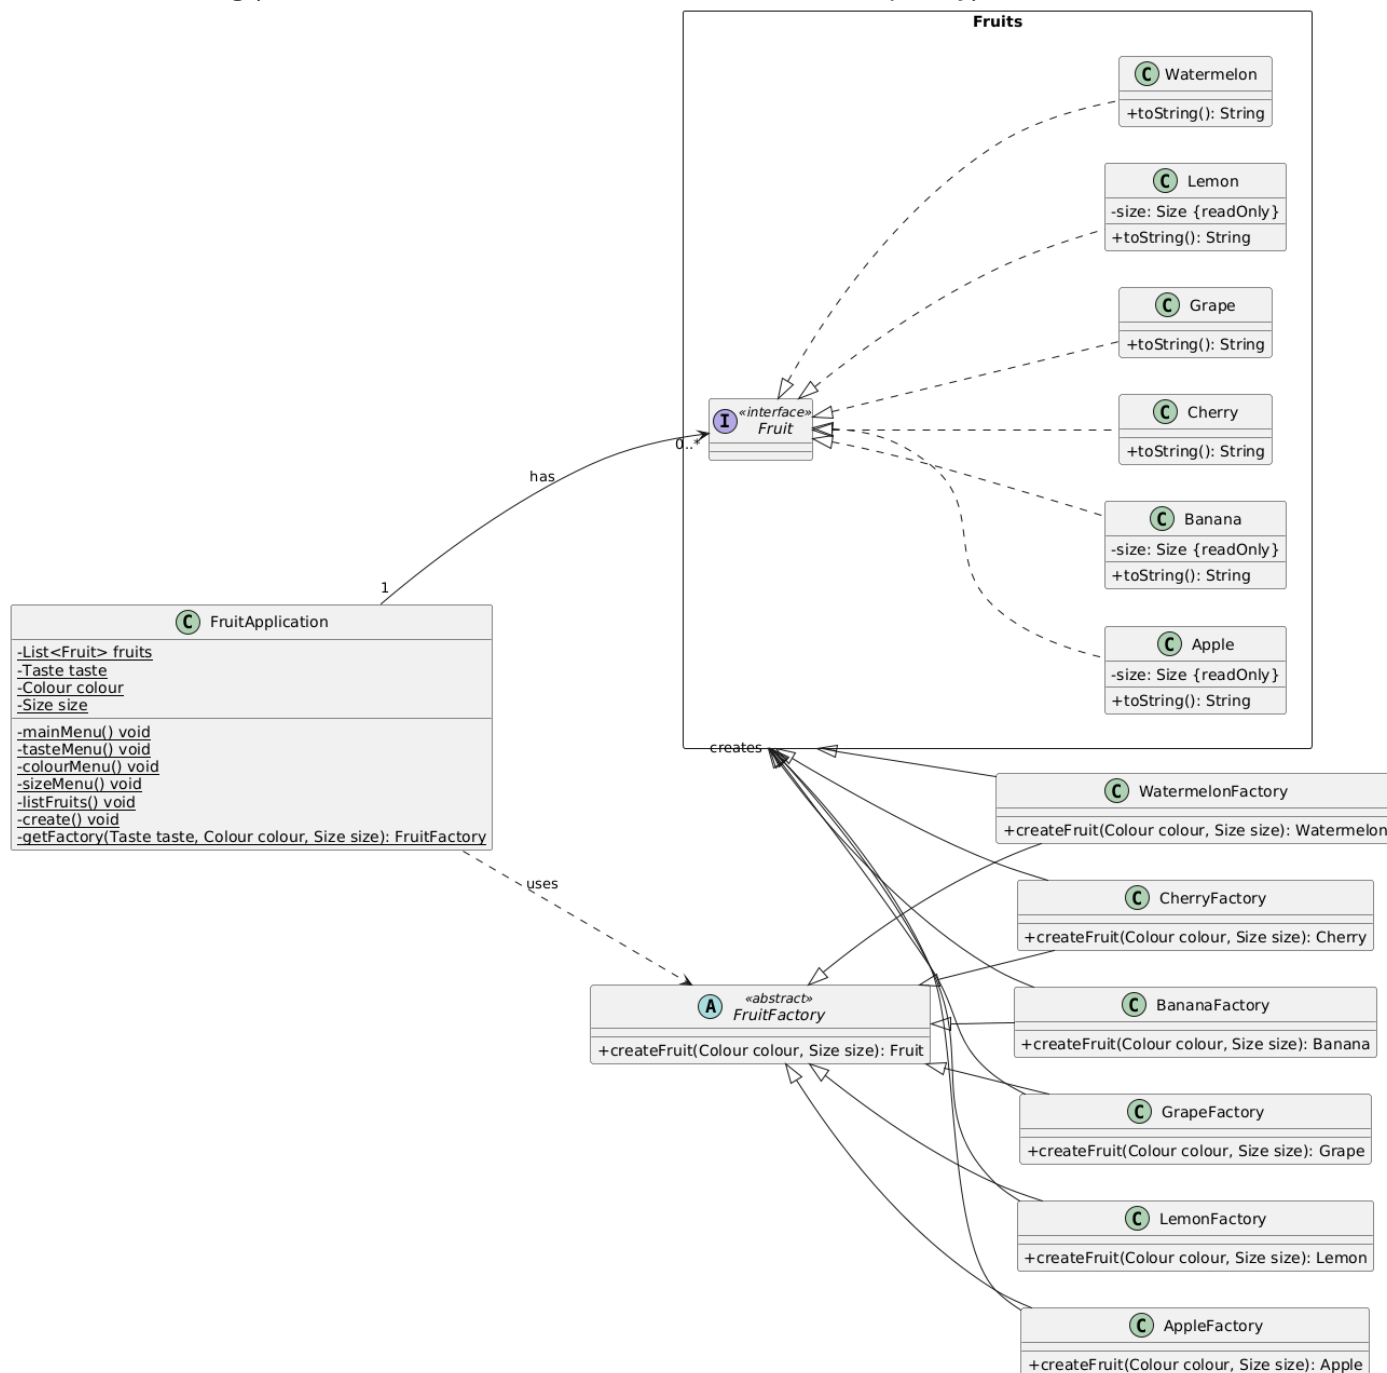 Fruits
C Watermelon
+toString(): String
C Lemon
-size: Size {readOnly}
+toString(): String
C Grape
+toString(): String
C Cherry
+toString(): String
C Banana
-size: Size {readOnly}
+toString(): String
C Apple
-size: Size {readOnly}
+toString(): String
«interface»
I Fruit
0..*
has
1
C FruitApplication
-List<Fruit> fruits
-Taste taste
-Colour colour
-Size size
-mainMenu() void
-tasteMenu() void
-colourMenu() void
-sizeMenu() void
-listFruits() void
-create() void
-getFactory(Taste taste, Colour colour, Size size): FruitFactory
creates
uses
«abstract»
A FruitFactory
+createFruit(Colour colour, Size size): Fruit
C WatermelonFactory
+createFruit(Colour colour, Size size): Watermelon
C CherryFactory
+createFruit(Colour colour, Size size): Cherry
C BananaFactory
+createFruit(Colour colour, Size size): Banana
C GrapeFactory
+createFruit(Colour colour, Size size): Grape
C LemonFactory
+createFruit(Colour colour, Size size): Lemon
C AppleFactory
+createFruit(Colour colour, Size size): Apple